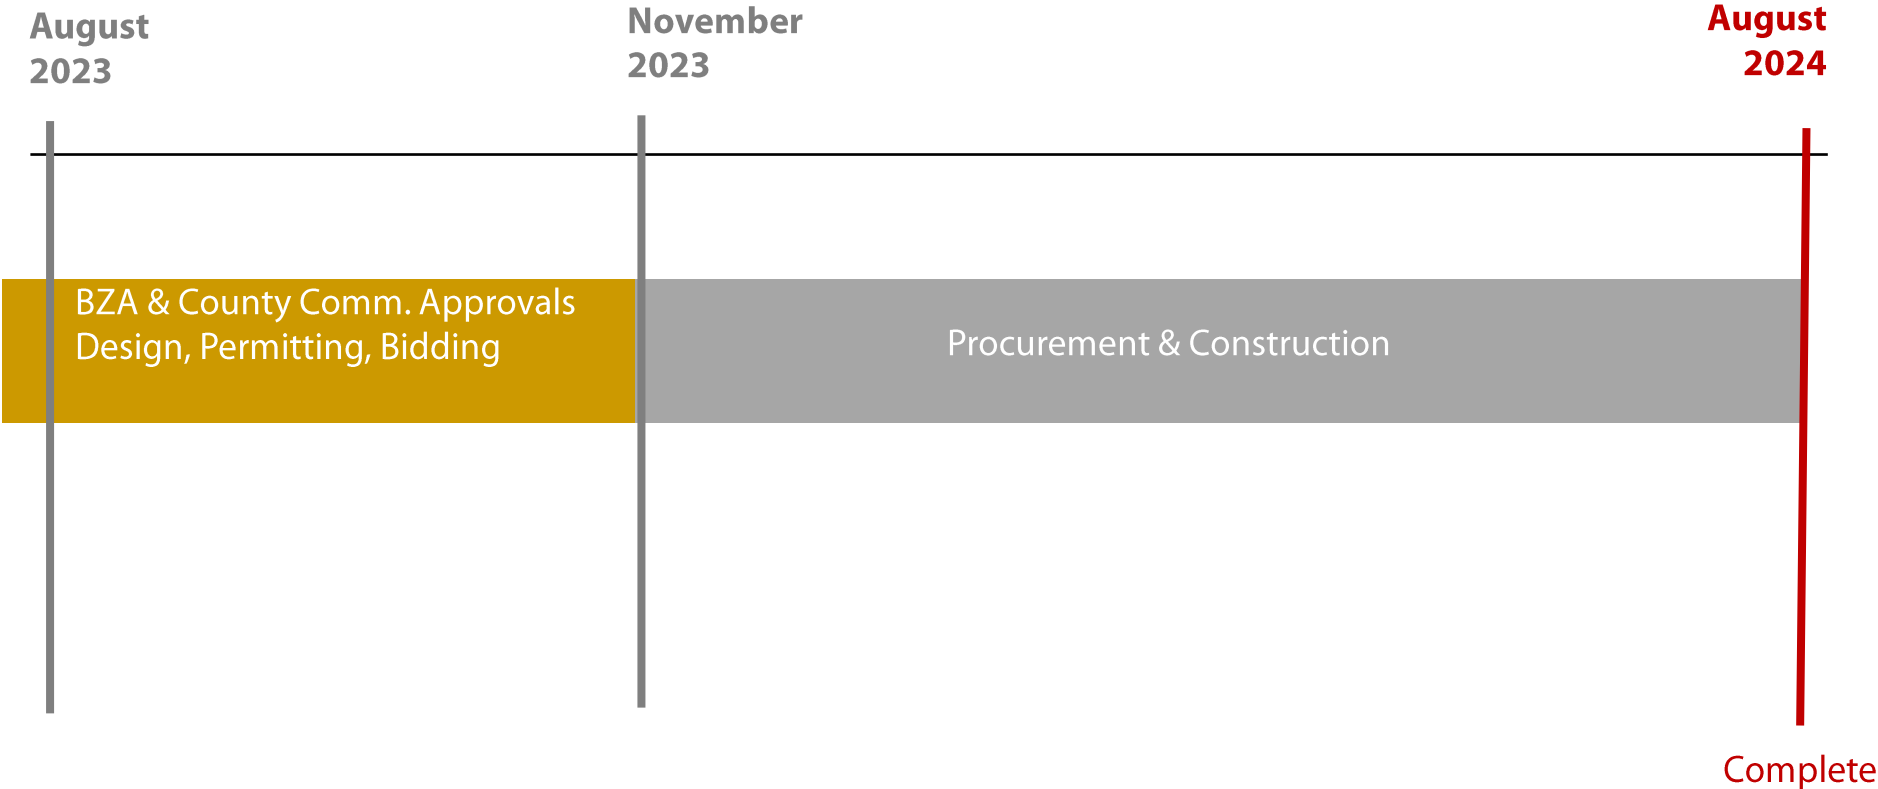 August
2023
November
2023
August
2024
BZA & County Comm. Approvals
Design, Permitting, Bidding
Procurement & Construction
Complete